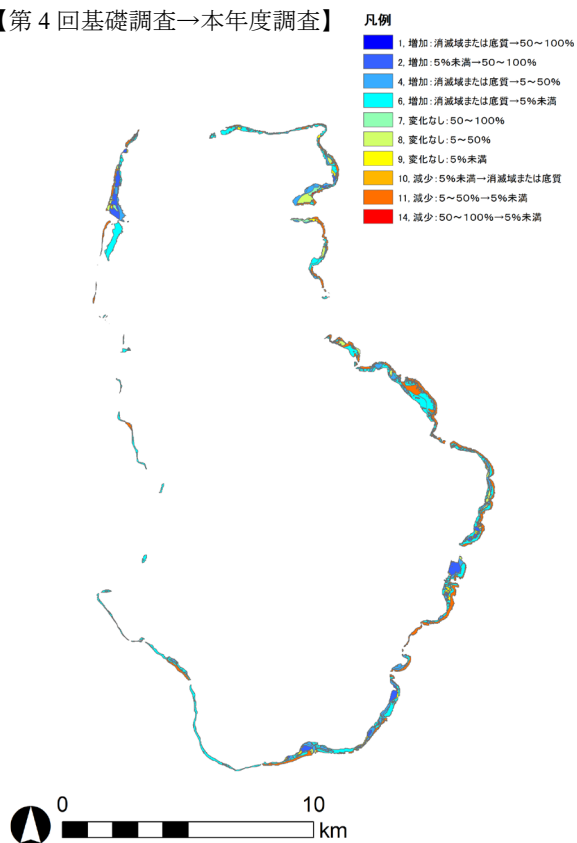 【第4回基礎調査→本年度調査】
凡例
1, 増加：消滅域または底質→50～100%
2, 増加：5%未満→50～100%
4, 増加：消滅域または底質→5～50%
6, 増加：消滅域または底質→5%未満
7, 変化なし：50～100%
8, 変化なし：5～50%
9, 変化なし：5%未満
10, 減少：5%未満→消滅域または底質
11, 減少：5～50%→5%未満
14, 減少：50～100%→5%未満
0 10
km